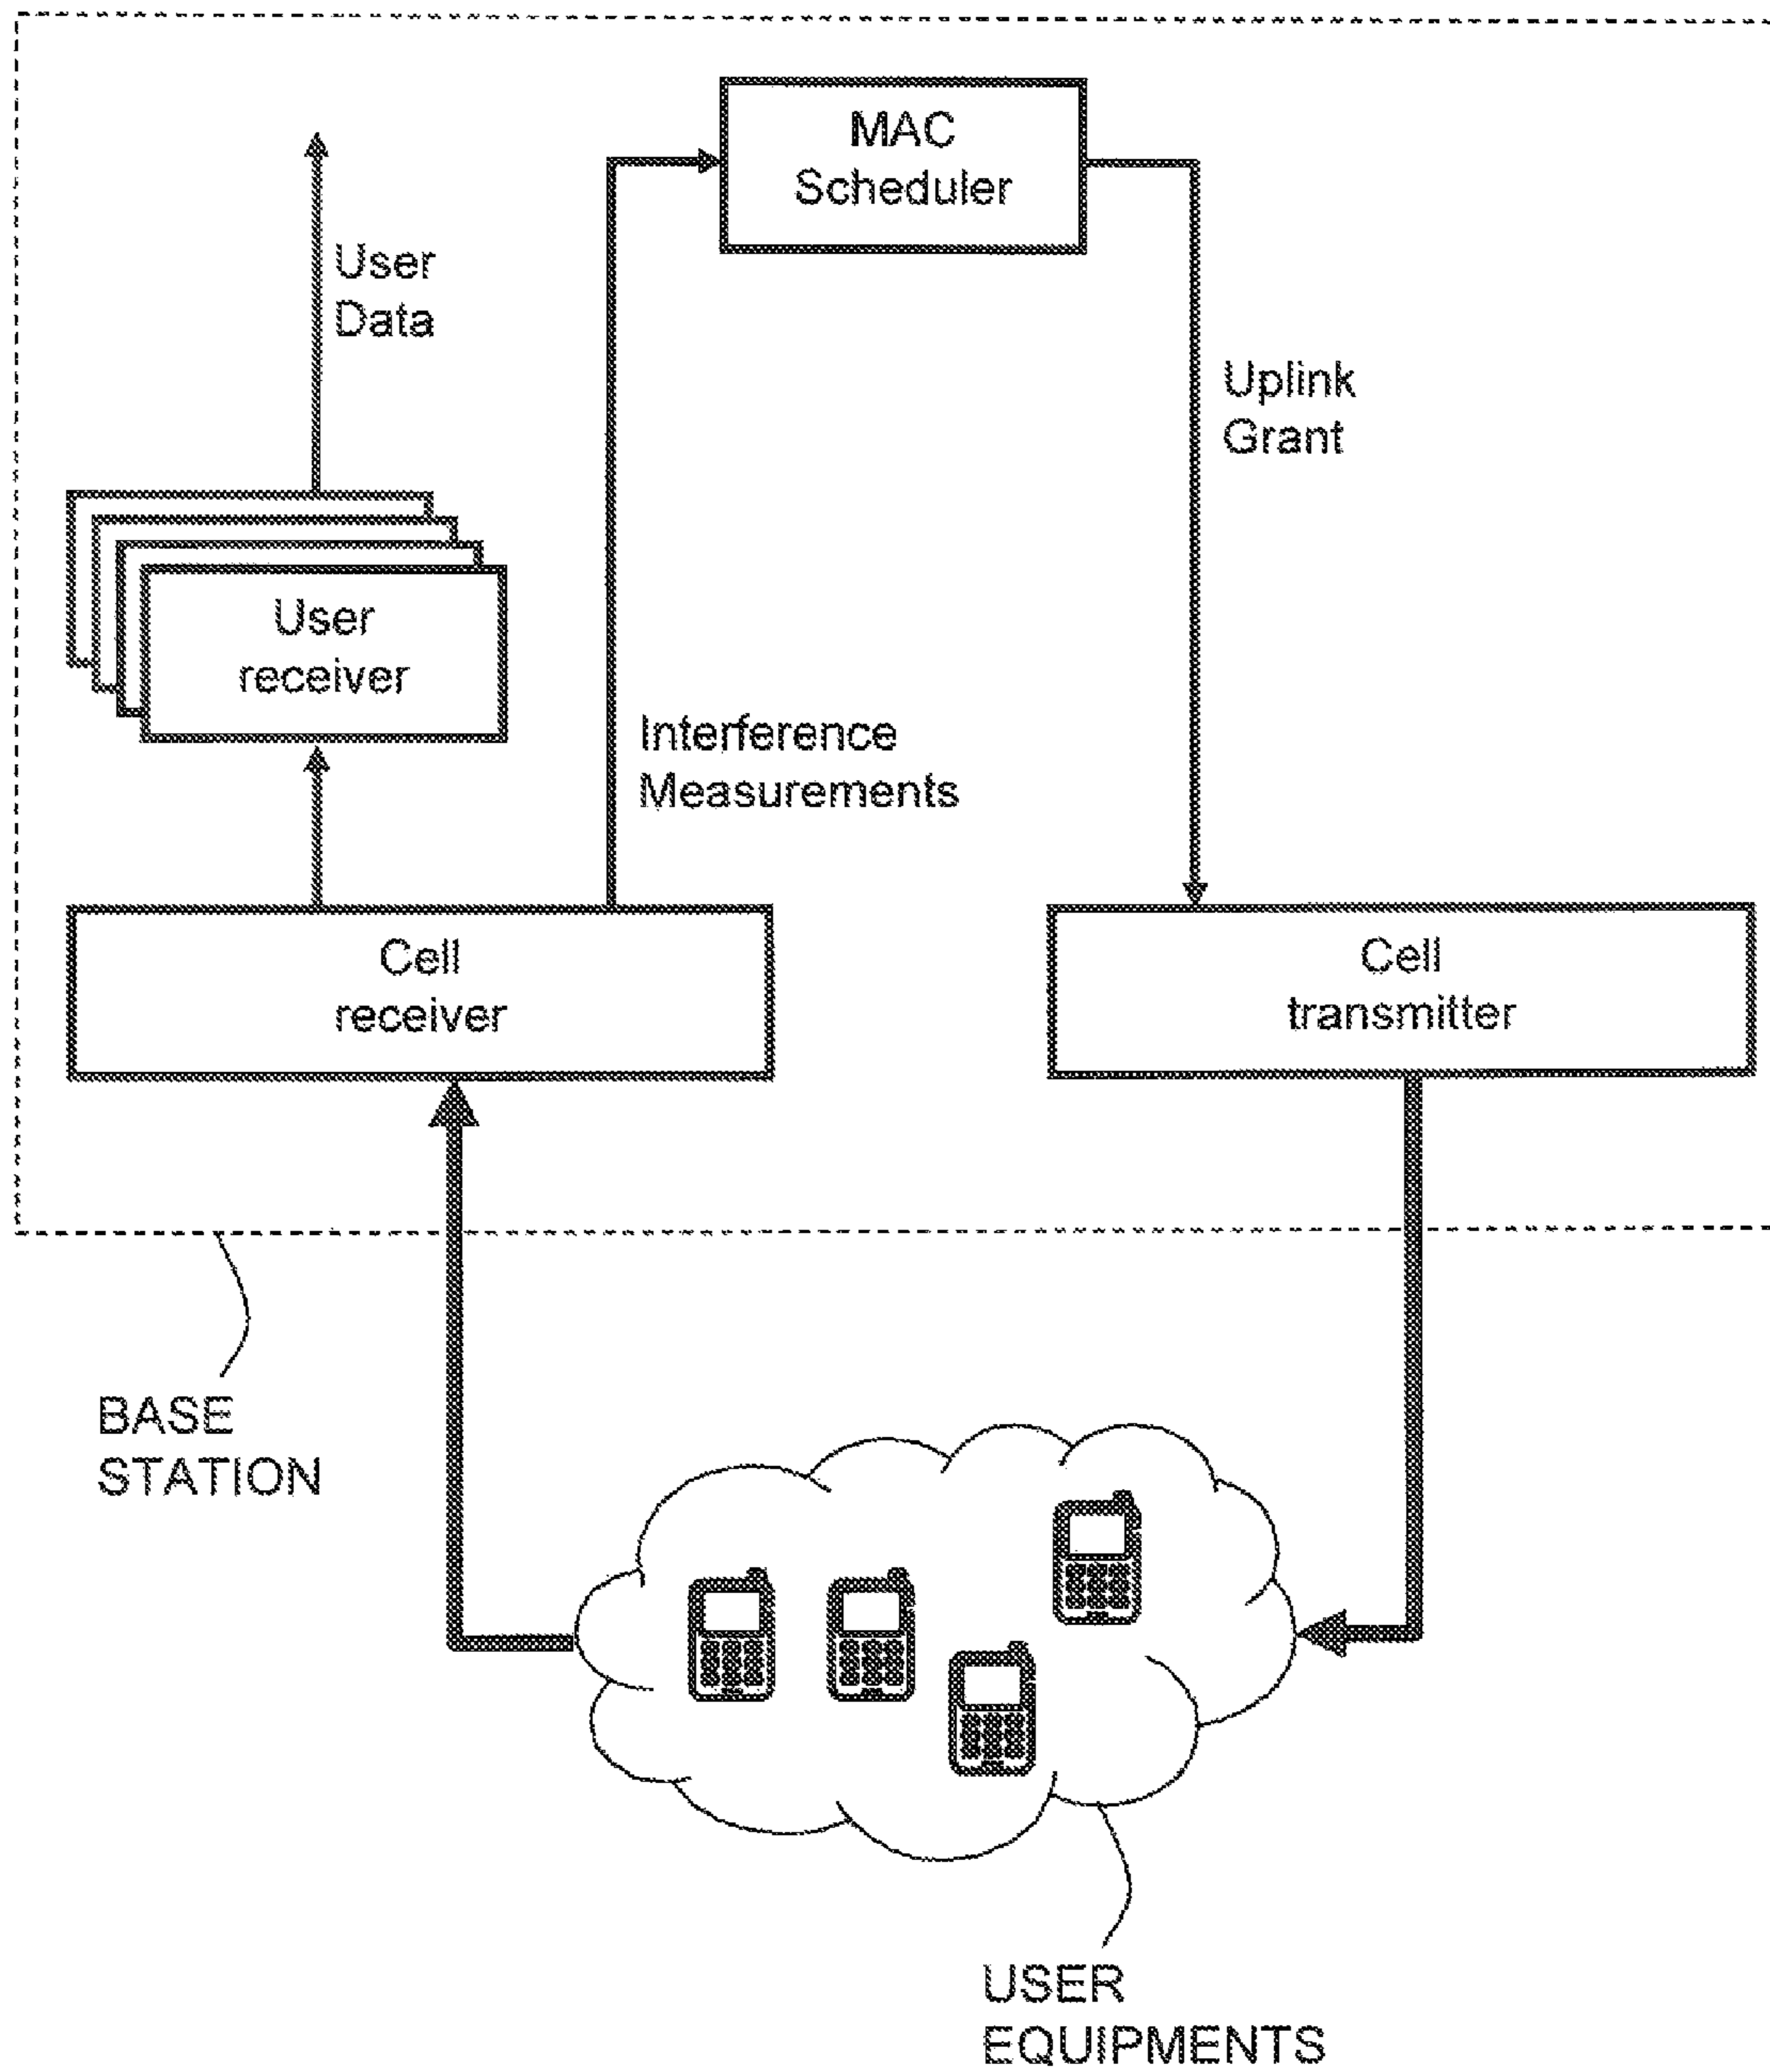 MAC
Scheduler
User
Data
Uplink
Grant
User
receiver
Interference
Measurements
Cell
receiver
Cell
transmitter
BASE
STATION
USER
EQUIPMENTS